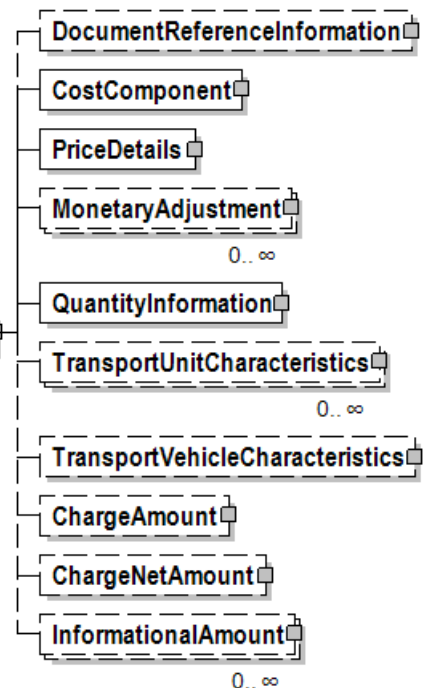 DocumentReferenceInformation
CostComponent
PriceDetails
MonetaryAdjustment
0.. ∞
QuantityInformation
TransportUnitCharacteristics
0.. ∞
TransportVehicleCharacteristics
ChargeAmount
ChargeNetAmount
InformationalAmount
0.. ∞